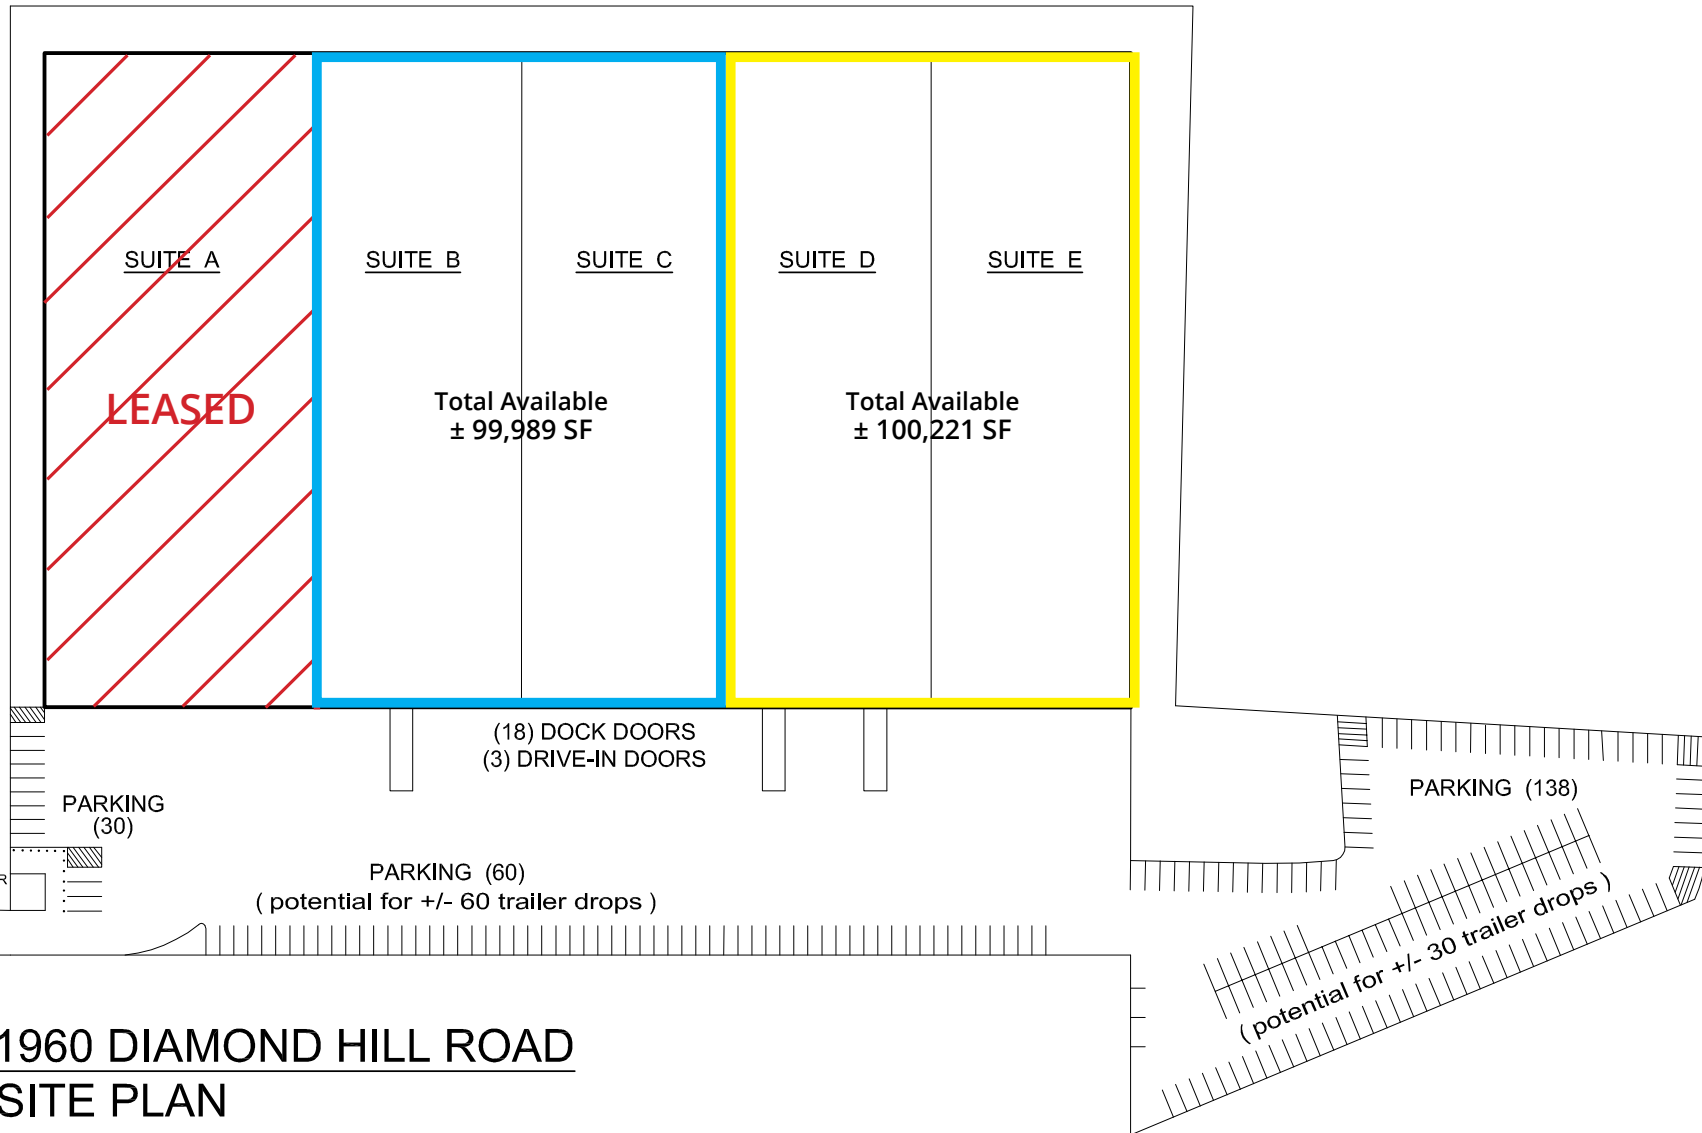 SUITE A
SUITE B
SUITE C
SUITE D
SUITE E
LEASED
Total Available
± 99,989 SF
Total Available
± 100,221 SF
(18) DOCK DOORS
(3) DRIVE-IN DOORS
PARKING
(30)
PARKING (138)
PARKING (60)
( potential for +/- 60 trailer drops )
R
( potential for +/- 30 trailer drops )
1960 DIAMOND HILL ROAD
SITE PLAN